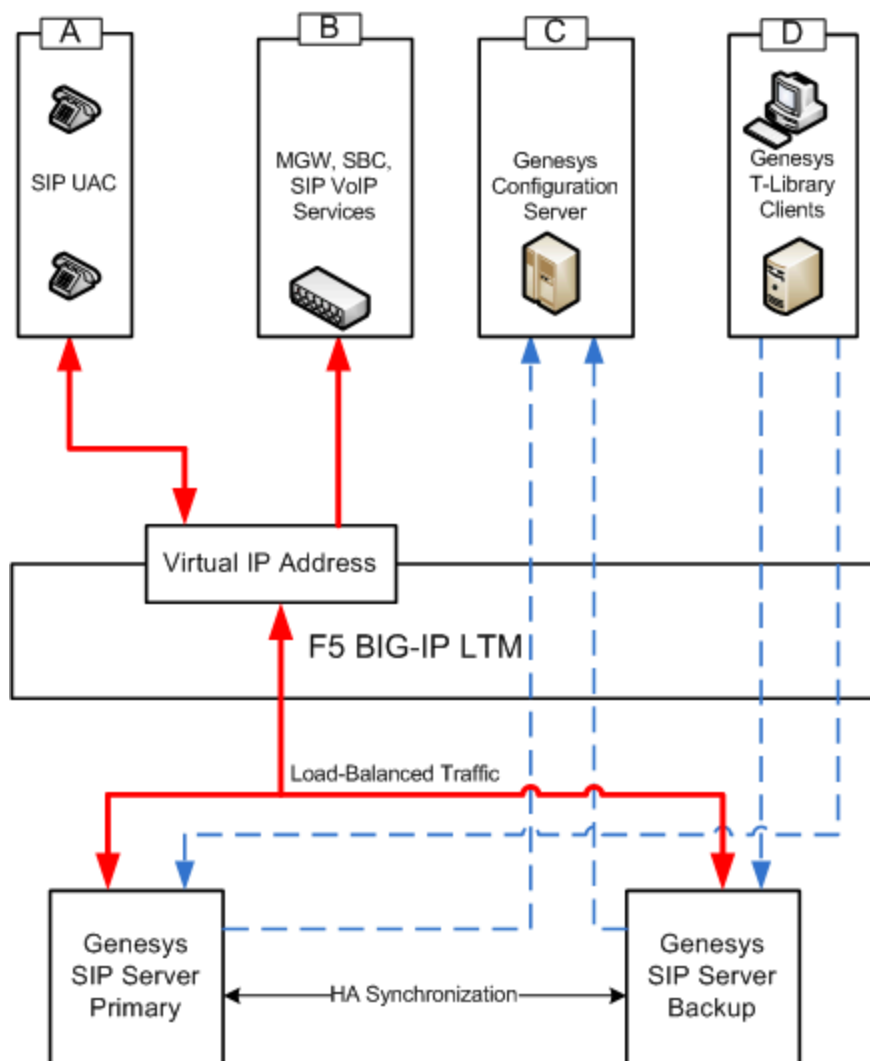 A
B
C
D
SIP UAC
MGW, SBC,
SIP VoIP
Services
Genesys
Configuration
Server
Genesys
T-Library
Clients
Virtual IP Address
F5 BIG-IP LTM
Load-Balanced Traffic
Genesys
SIP Server
Primary
HA Synchronization
Genesys
SIP Server
Backup